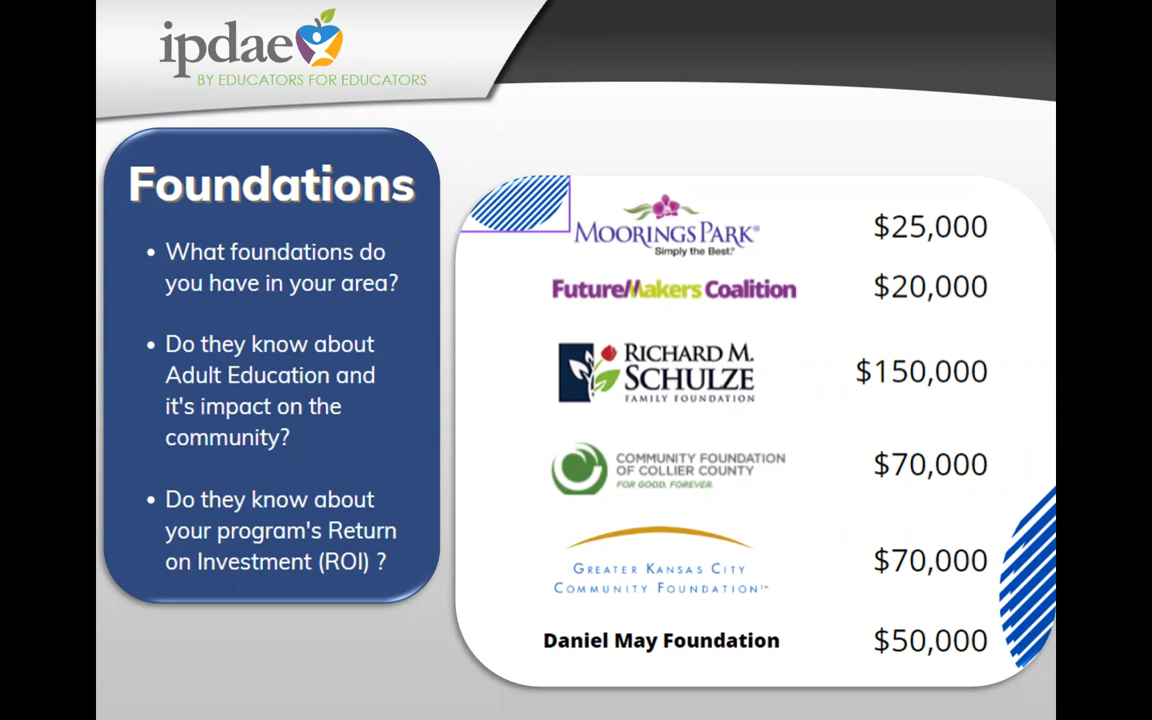 ipdae
BY EDUCATORS FOR EDUCATORS
Foundations
• What foundations do
you have in your area?
• Do they know about
Adult Education and
it's impact on the
community?
• Do they know about
your program's Return
on Investment (ROI) ?
MOORINGS PARK®
Simply the Best.®
$25,000
FutureMakers Coalition
$20,000
RICHARD M.
SCHULZE
FAMILY FOUNDATION
$150,000
COMMUNITY FOUNDATION
OF COLLIER COUNTY
FOR GOOD. FOREVER.
$70,000
GREATER KANSAS CITY
COMMUNITY FOUNDATION
$70,000
Daniel May Foundation
$50,000